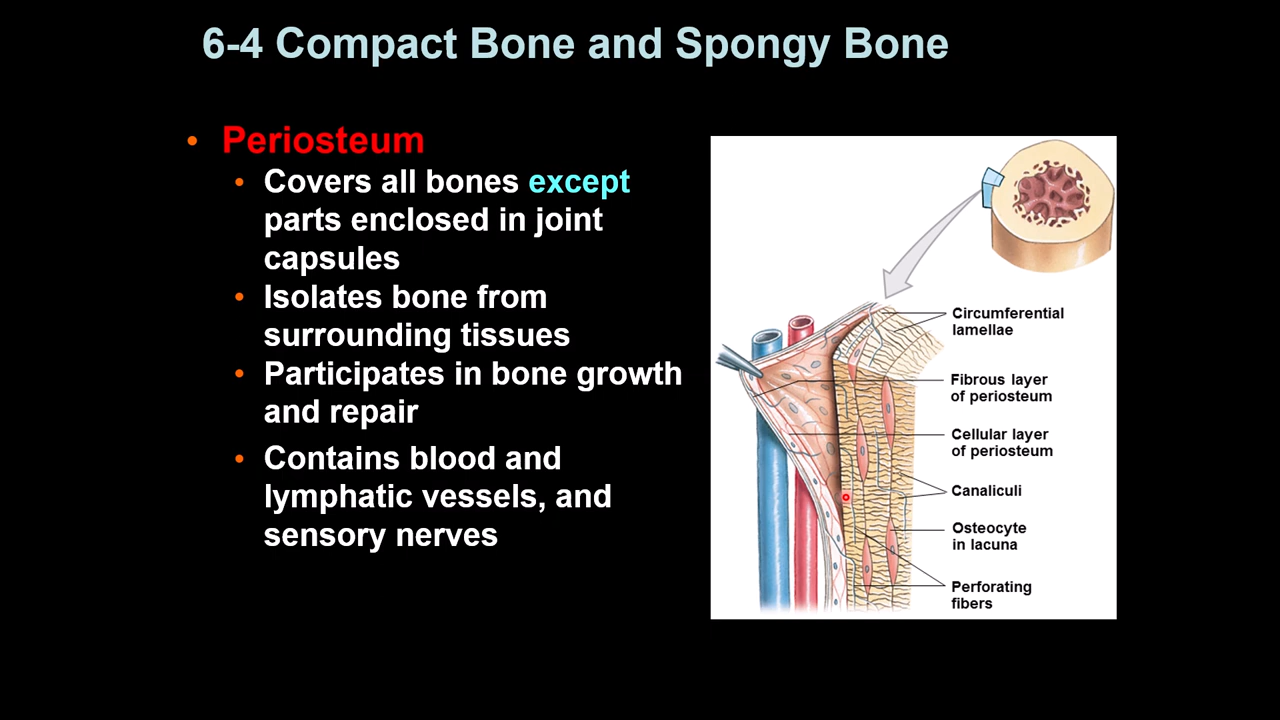 6-4 Compact Bone and Spongy Bone
• Periosteum
• Covers all bones except
parts enclosed in joint
capsules
• Isolates bone from
surrounding tissues
• Participates in bone growth
and repair
• Contains blood and
lymphatic vessels, and
sensory nerves
Circumferential
lamellae
Fibrous layer
of periosteum
Cellular layer
of periosteum
Canaliculi
Osteocyte
in lacuna
Perforating
fibers